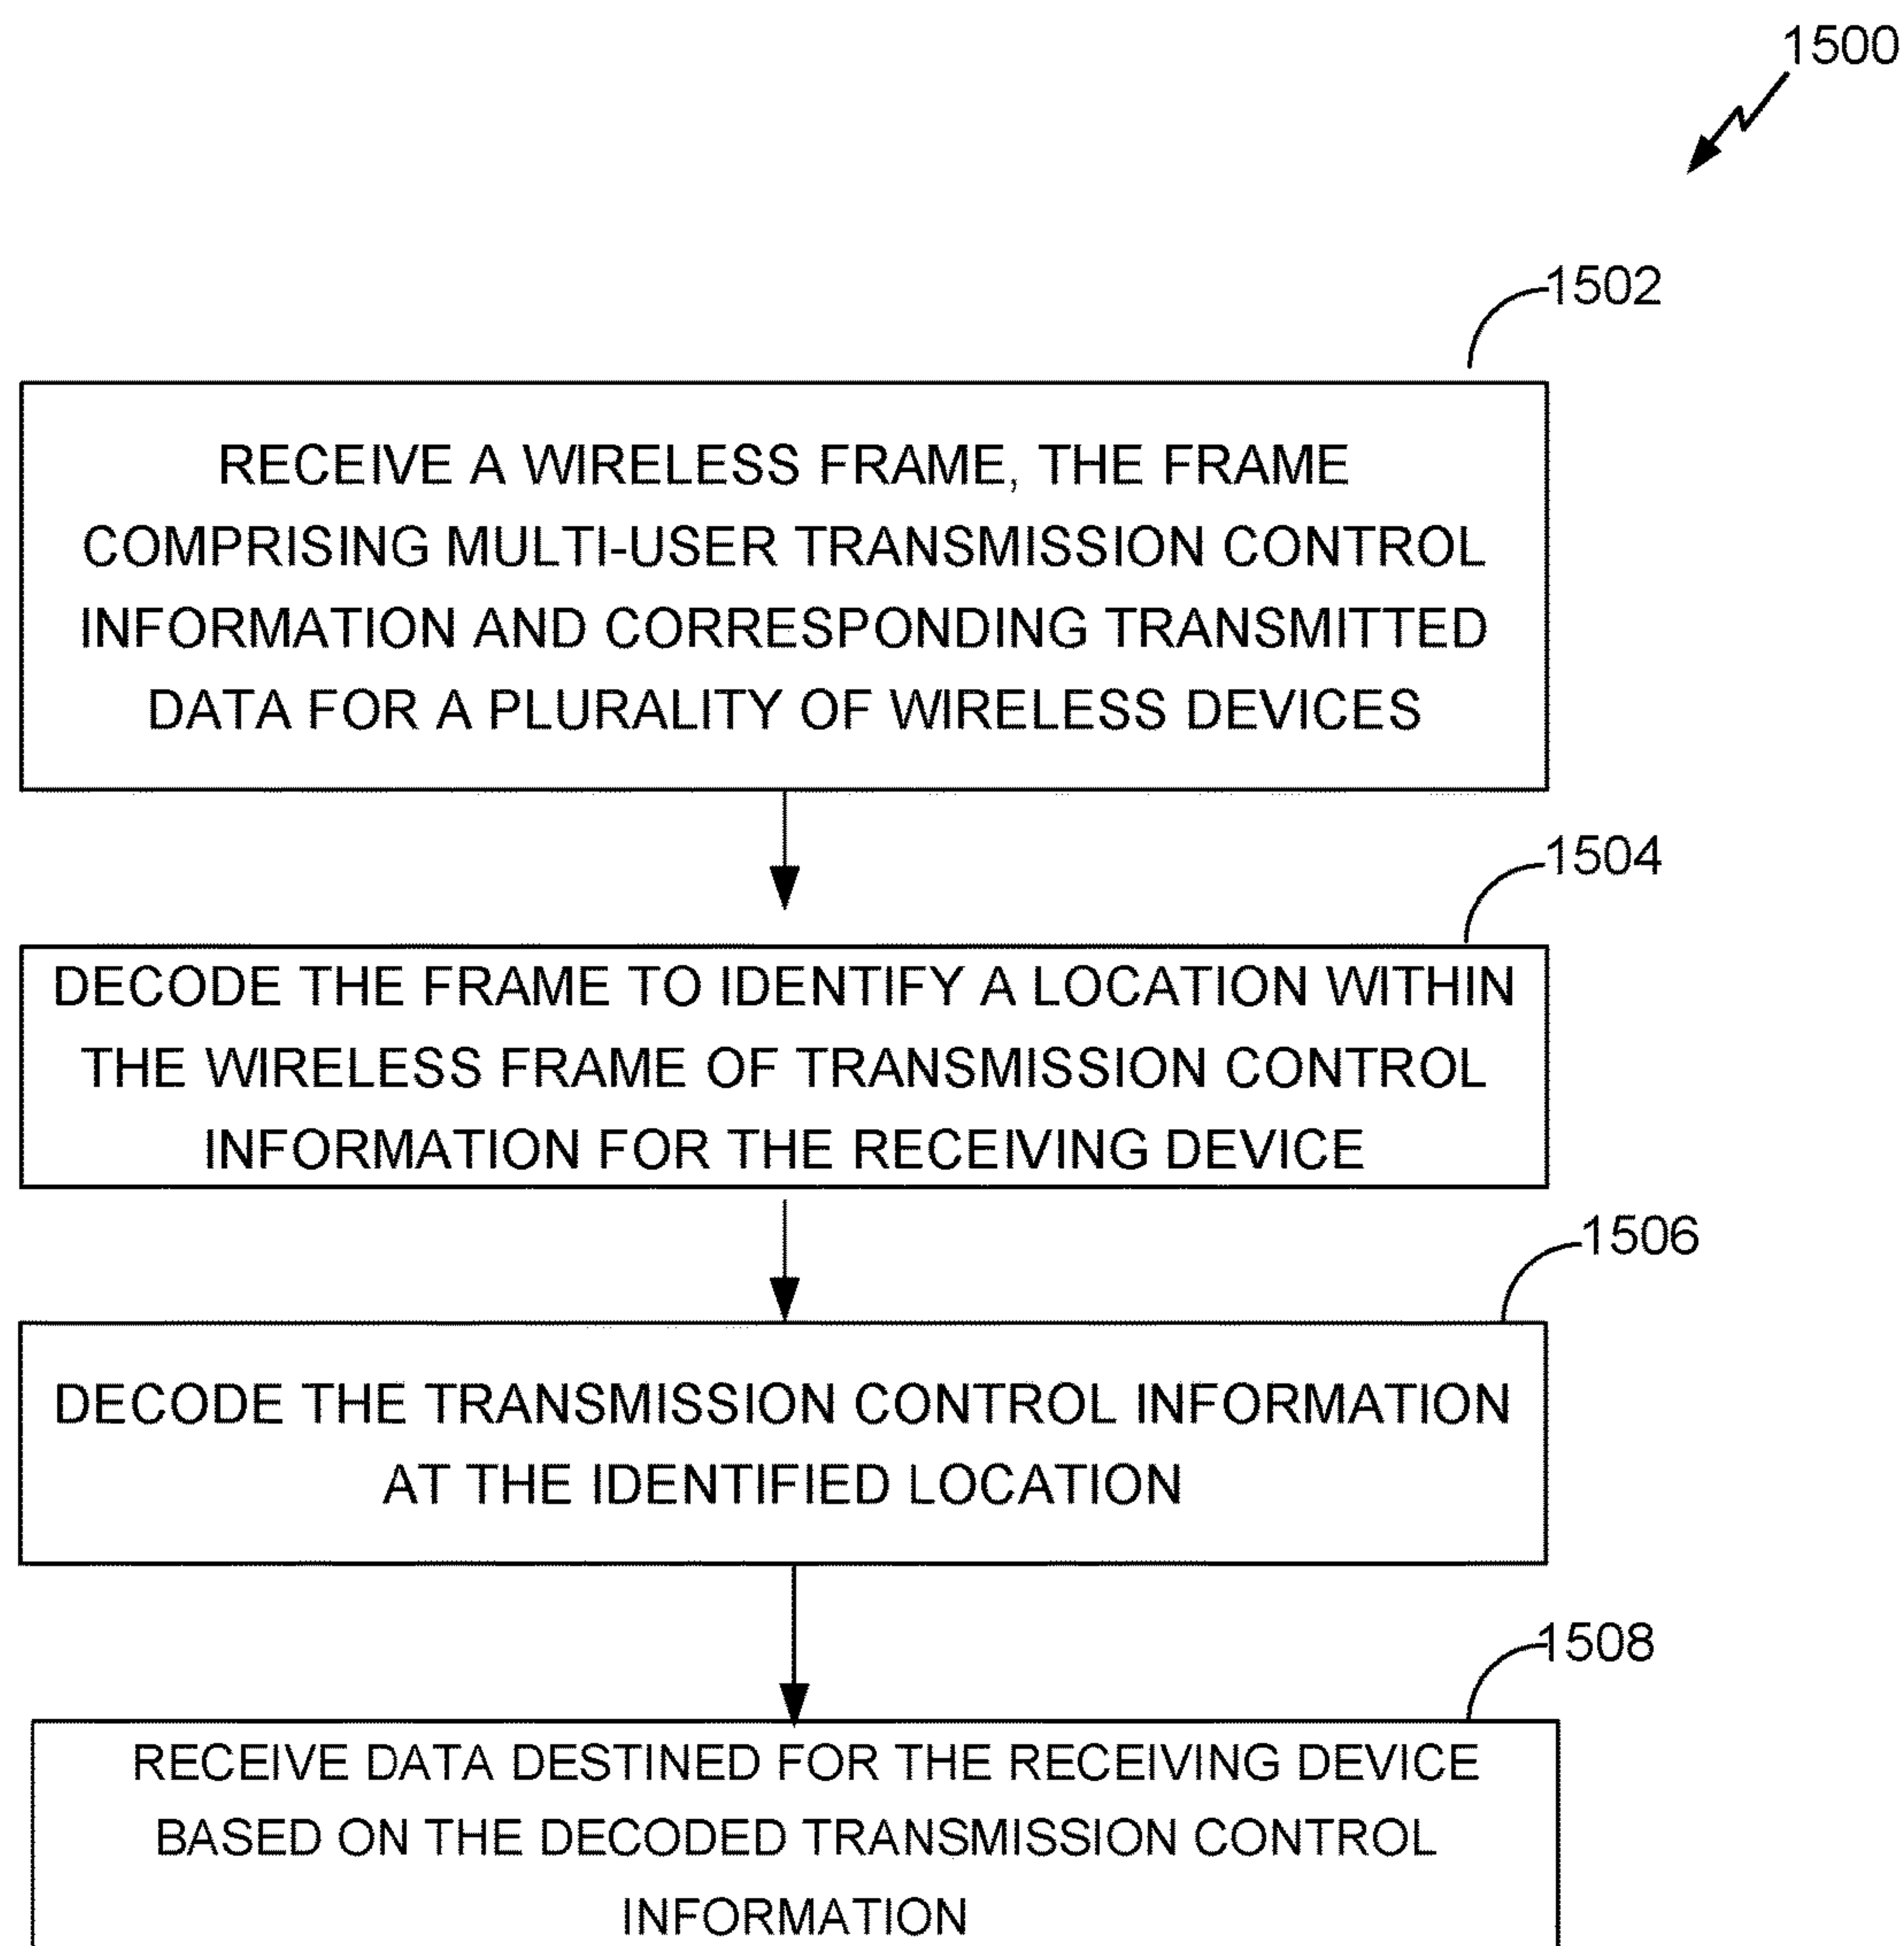 1500
1502
RECEIVE A WIRELESS FRAME, THE FRAME
COMPRISING MULTI-USER TRANSMISSION CONTROL
INFORMATION AND CORRESPONDING TRANSMITTED
DATA FOR A PLURALITY OF WIRELESS DEVICES
1504
DECODE THE FRAME TO IDENTIFY A LOCATION WITHIN
THE WIRELESS FRAME OF TRANSMISSION CONTROL
INFORMATION FOR THE RECEIVING DEVICE
1506
DECODE THE TRANSMISSION CONTROL INFORMATION
AT THE IDENTIFIED LOCATION
1508
RECEIVE DATA DESTINED FOR THE RECEIVING DEVICE
BASED ON THE DECODED TRANSMISSION CONTROL
INFORMATION